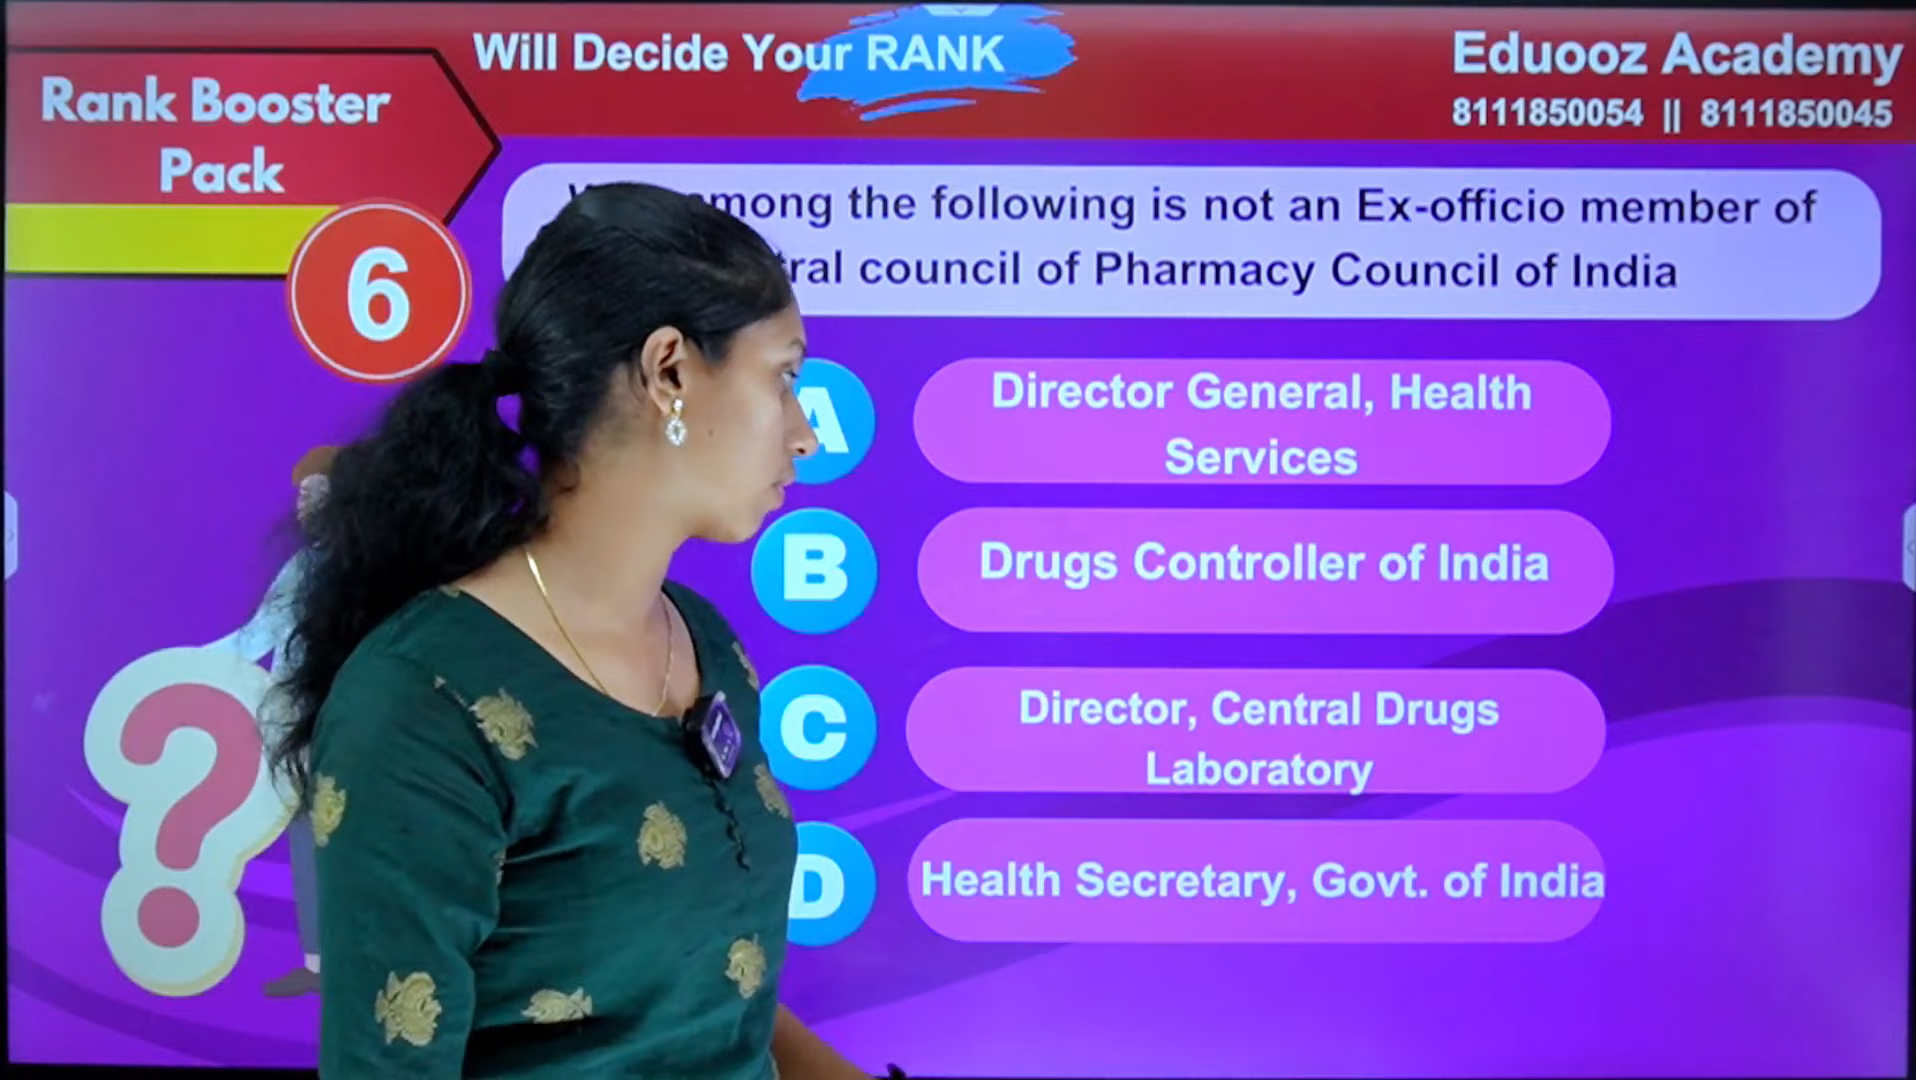 Will Decide Your RANK
Eduooz Academy
8111850054 || 8111850045
Rank Booster
Pack
6
among the following is not an Ex-officio member of
council of Pharmacy Council of India
A
Director General, Health
Services
B
Drugs Controller of India
C
Director, Central Drugs
Laboratory
D
Health Secretary, Govt. of India